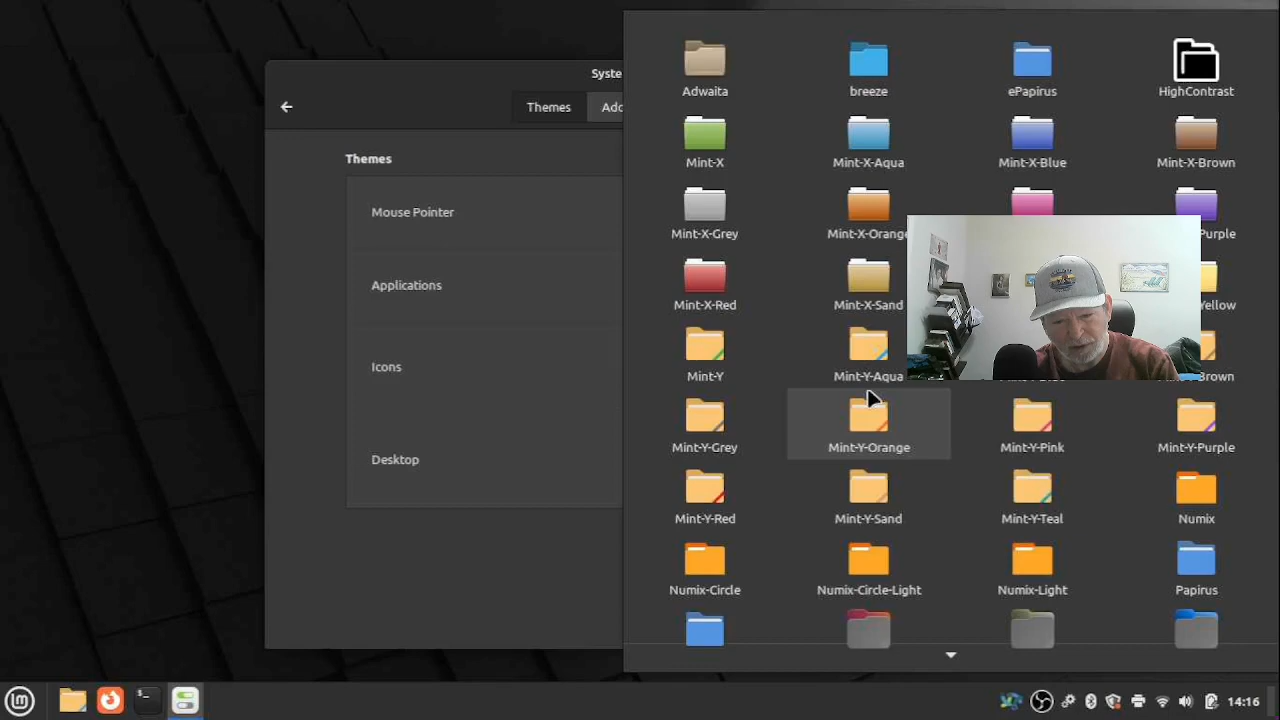 Syste
Themes
Add
Themes
Mouse Pointer
Applications
Icons
Desktop
Adwaita
breeze
ePapirus
HighContrast
Mint-X
Mint-X-Aqua
Mint-X-Blue
Mint-X-Brown
Mint-X-Grey
Mint-X-Orange
Purple
Mint-X-Red
Mint-X-Sand
Yellow
Mint-Y
Mint-Y-Aqua
Brown
Mint-Y-Grey
Mint-Y-Orange
Mint-Y-Pink
Mint-Y-Purple
Mint-Y-Red
Mint-Y-Sand
Mint-Y-Teal
Numix
Numix-Circle
Numix-Circle-Light
Numix-Light
Papirus
14:16